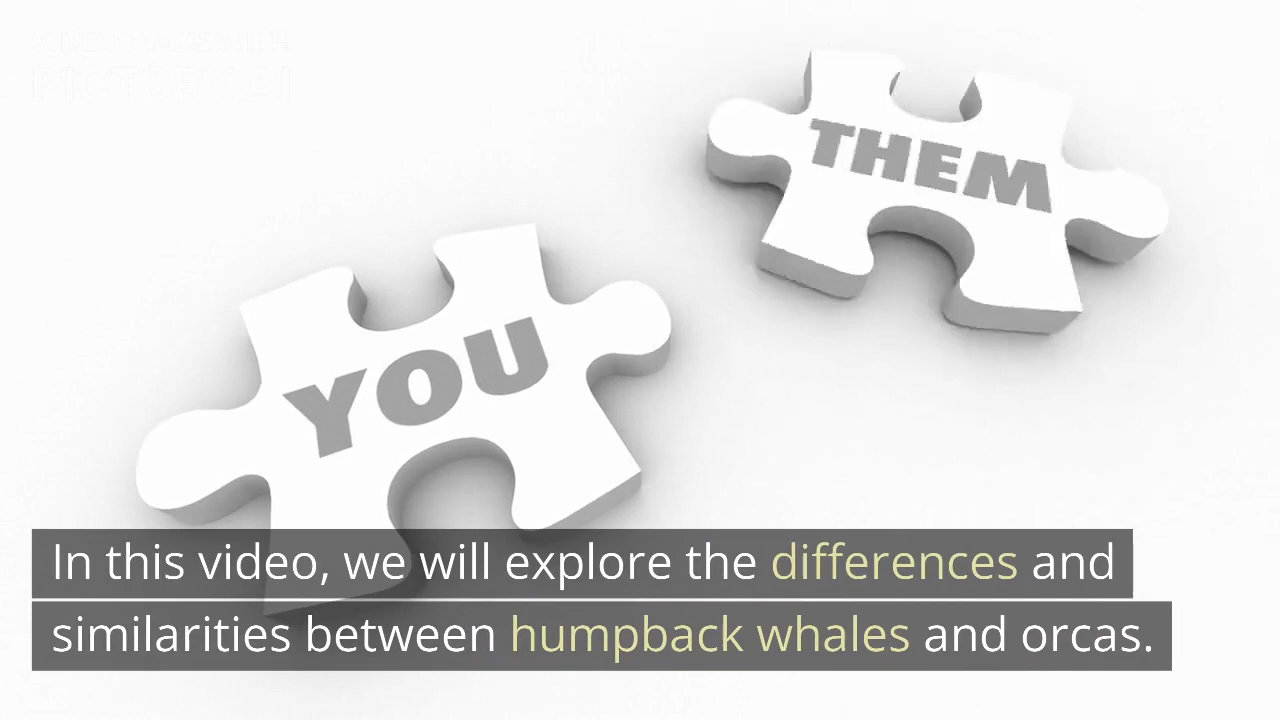 THEM
YOU
In this video, we will explore the differences and
similarities between humpback whales and orcas.